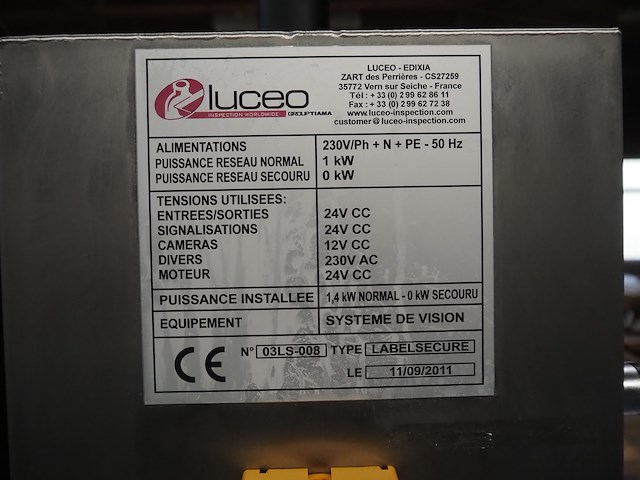 luceo
INSPECTION WORLDWIDE GROUPTIAMA
LUCEO - EDIXIA
ZART des Perrières - CS27259
35772 Vern sur Seiche - France
Tél : + 33 (0) 2 99 62 86 11
Fax : + 33 (0) 2 99 62 72 38
www.luceo-inspection.com
customer@luceo-inspection.com
ALIMENTATIONS 230V/Ph + N + PE - 50 Hz
PUISSANCE RESEAU NORMAL 1 kW
PUISSANCE RESEAU SECOURU 0 kW
TENSIONS UTILISEES:
ENTREES/SORTIES 24V CC
SIGNALISATIONS 24V CC
CAMERAS 12V CC
DIVERS 230V AC
MOTEUR 24V CC
PUISSANCE INSTALLEE 1,4 kW NORMAL - 0 kW SECOURU
EQUIPEMENT SYSTEME DE VISION
CE N° 03LS-008 TYPE LABELSECURE
LE 11/09/2011